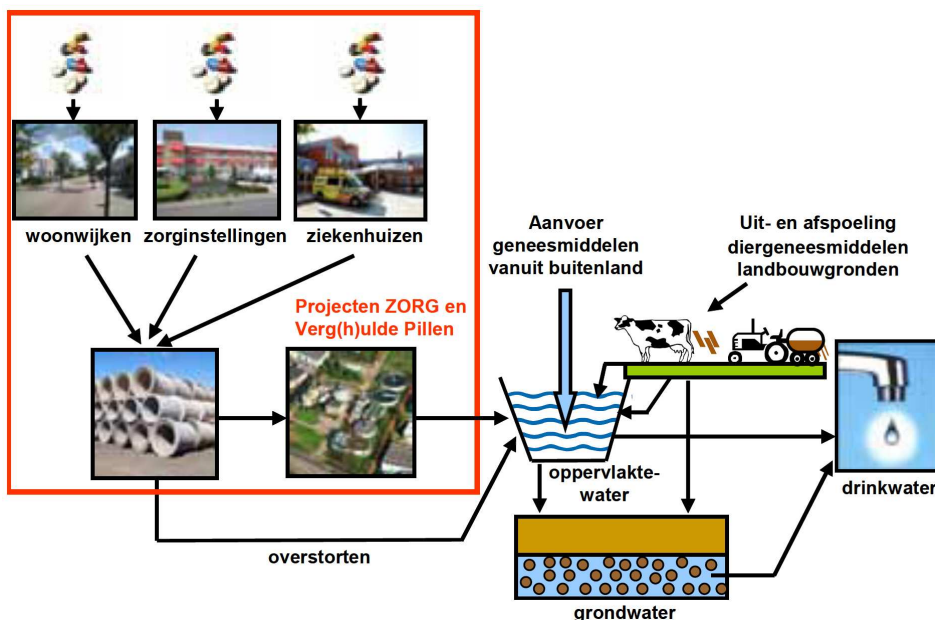 woonwijken
zorginstellingen
ziekenhuizen
Projecten ZORG en
Verg(h)ulde Pillen
Aanvoer
geneesmiddelen
vanuit buitenland
Uit- en afspoeling
diergeneesmiddelen
landbouwgronden
oppervlakte-
water
drinkwater
overstorten
grondwater